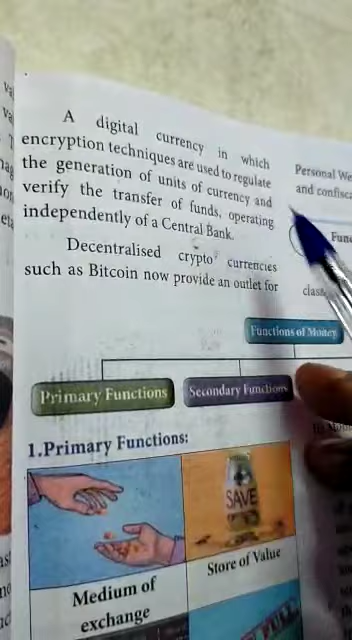 A digital currency in which
encryption techniques are used to regulate
the generation of units of currency and
verify the transfer of funds, operating
independently of a Central Bank.
Decentralised crypto currencies
such as Bitcoin now provide an outlet for
Personal
and
Functions of Money
Primary Functions
Secondary Functions
1.Primary Functions:
SAVE
Medium of
exchange
Store of Value